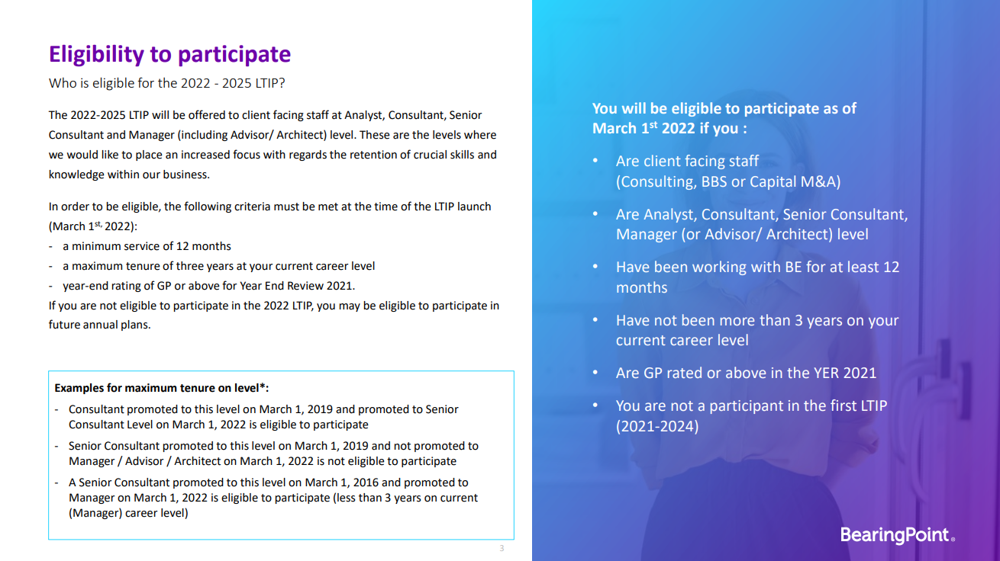 Eligibility to participate
Who is eligible for the 2022 - 2025 LTIP?
The 2022-2025 LTIP will be offered to client facing staff at Analyst, Consultant, Senior
Consultant and Manager (including Advisor/ Architect) level. These are the levels where
we would like to place an increased focus with regards the retention of crucial skills and
knowledge within our business.
In order to be eligible, the following criteria must be met at the time of the LTIP launch
(March 1st, 2022):
- a minimum service of 12 months
- a maximum tenure of three years at your current career level
- year-end rating of GP or above for Year End Review 2021.
If you are not eligible to participate in the 2022 LTIP, you may be eligible to participate in
future annual plans.
Examples for maximum tenure on level*:
- Consultant promoted to this level on March 1, 2019 and promoted to Senior
Consultant Level on March 1, 2022 is eligible to participate
- Senior Consultant promoted to this level on March 1, 2019 and not promoted to
Manager / Advisor / Architect on March 1, 2022 is not eligible to participate
- A Senior Consultant promoted to this level on March 1, 2016 and promoted to
Manager on March 1, 2022 is eligible to participate (less than 3 years on current
(Manager) career level)
3
You will be eligible to participate as of
March 1st 2022 if you :
• Are client facing staff
(Consulting, BBS or Capital M&A)
• Are Analyst, Consultant, Senior Consultant,
Manager (or Advisor/ Architect) level
• Have been working with BE for at least 12
months
• Have not been more than 3 years on your
current career level
• Are GP rated or above in the YER 2021
• You are not a participant in the first LTIP
(2021-2024)
BearingPoint®